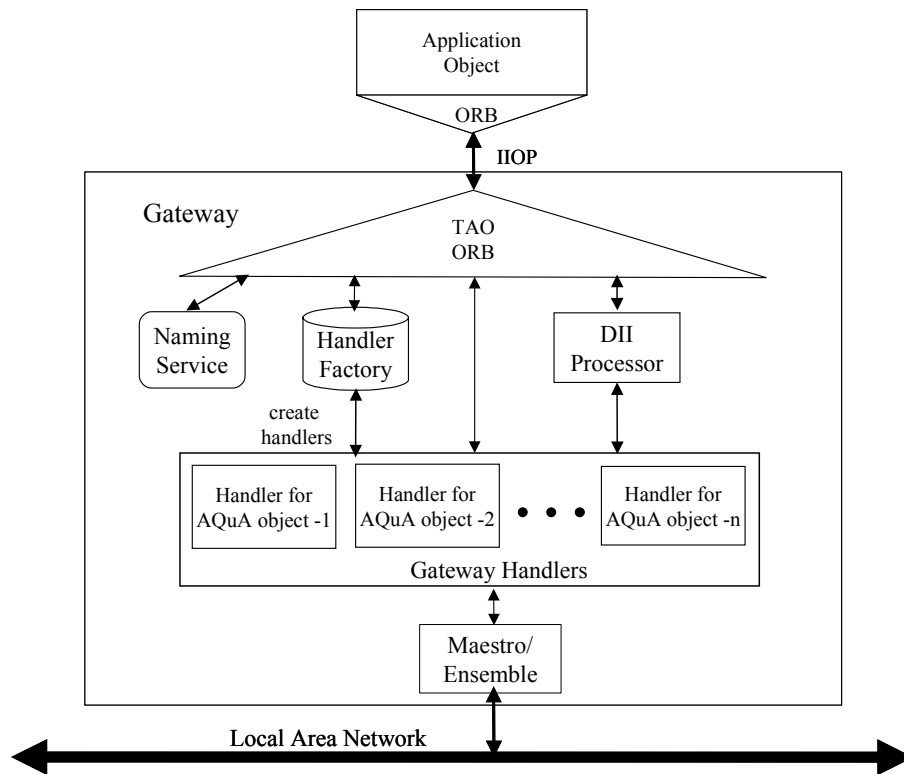 Application
Object
ORB
IIOP
Gateway
TAO
ORB
Naming
Service
Handler
Factory
DII
Processor
create
handlers
Handler for
AQuA object -1
Handler for
AQuA object -2
Handler for
AQuA object -n
Gateway Handlers
Maestro/
Ensemble
Local Area Network